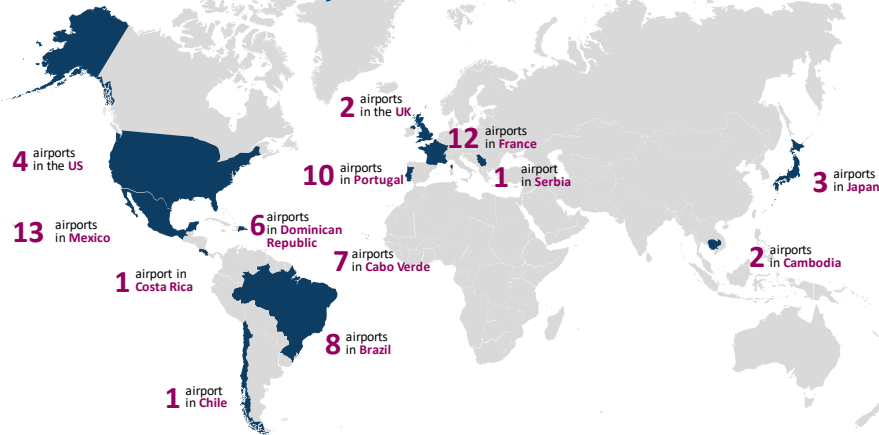 2 airports
in the UK
12 airports
in France
4 airports
in the US
10 airports
in Portugal
1 airport
in Serbia
3 airports
in Japan
13 airports
in Mexico
6 airports
in Dominican
Republic
7 airports
in Cabo Verde
2 airports
in Cambodia
1 airport in
Costa Rica
8 airports
in Brazil
1 airport
in Chile